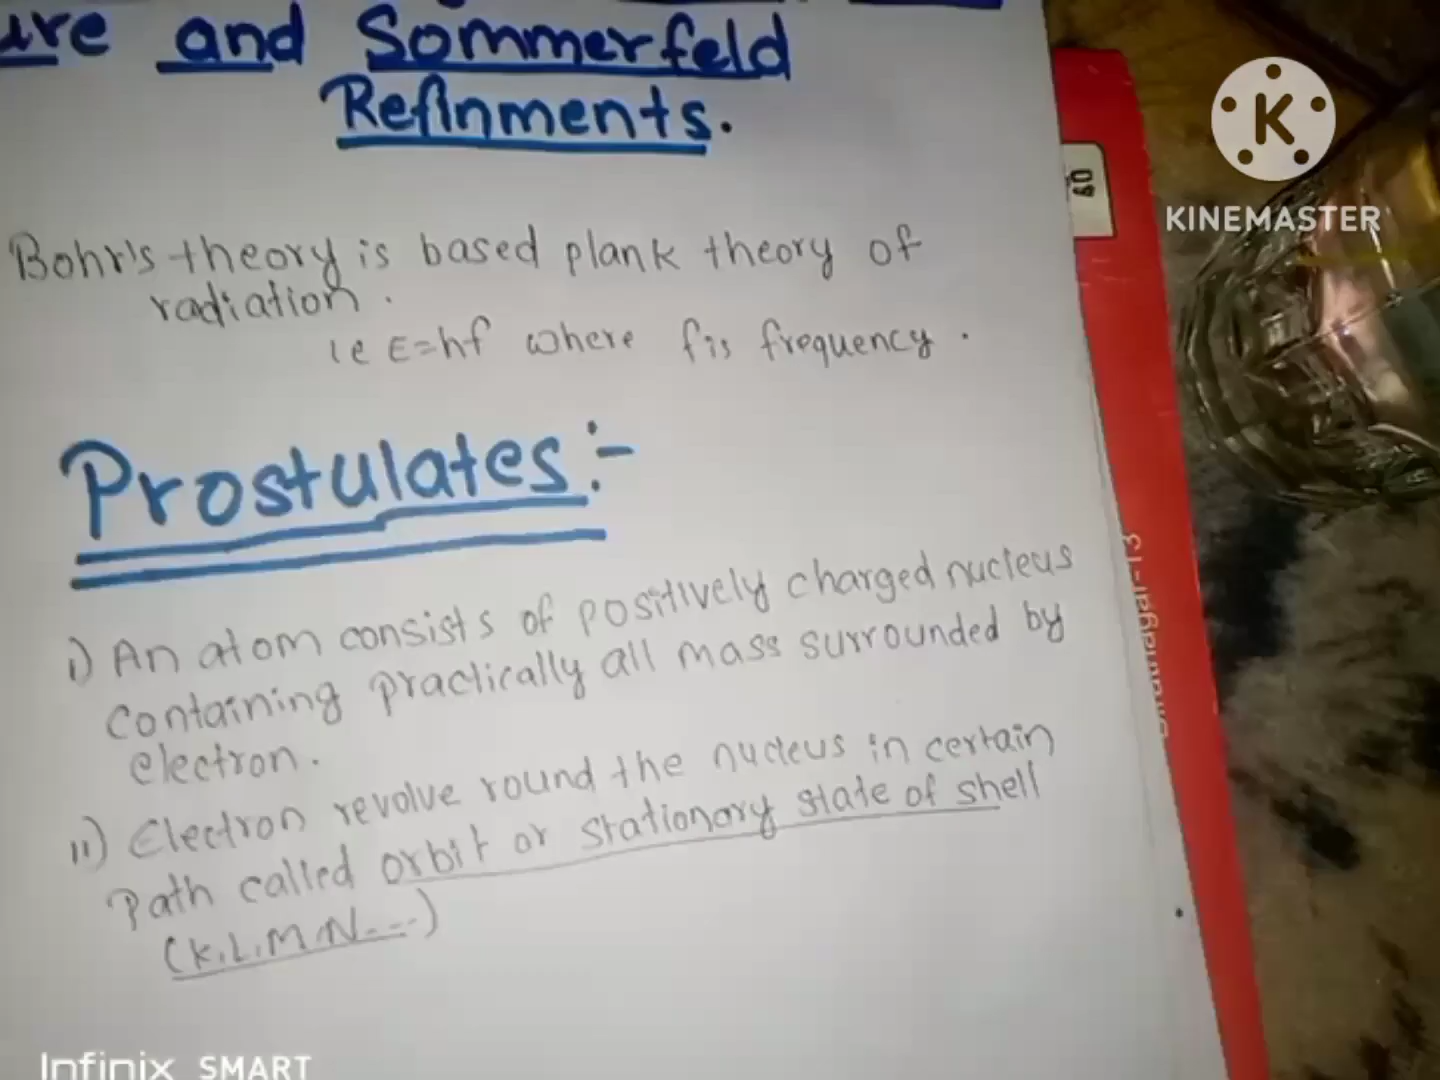 ure and Sommerfeld
Refinments.
Bohr's theory is based plank theory of
radiation.
ie E=hf where f is frequency.
Prostulates:-
i) An atom consists of positively charged nucleus
containing practically all mass surrounded by
electron.
ii) Electron revolve round the nucleus in certain
Path called orbit or stationary state of shell
(K.L.M.N---)
K
KINEMASTER
60
Infinix SMART